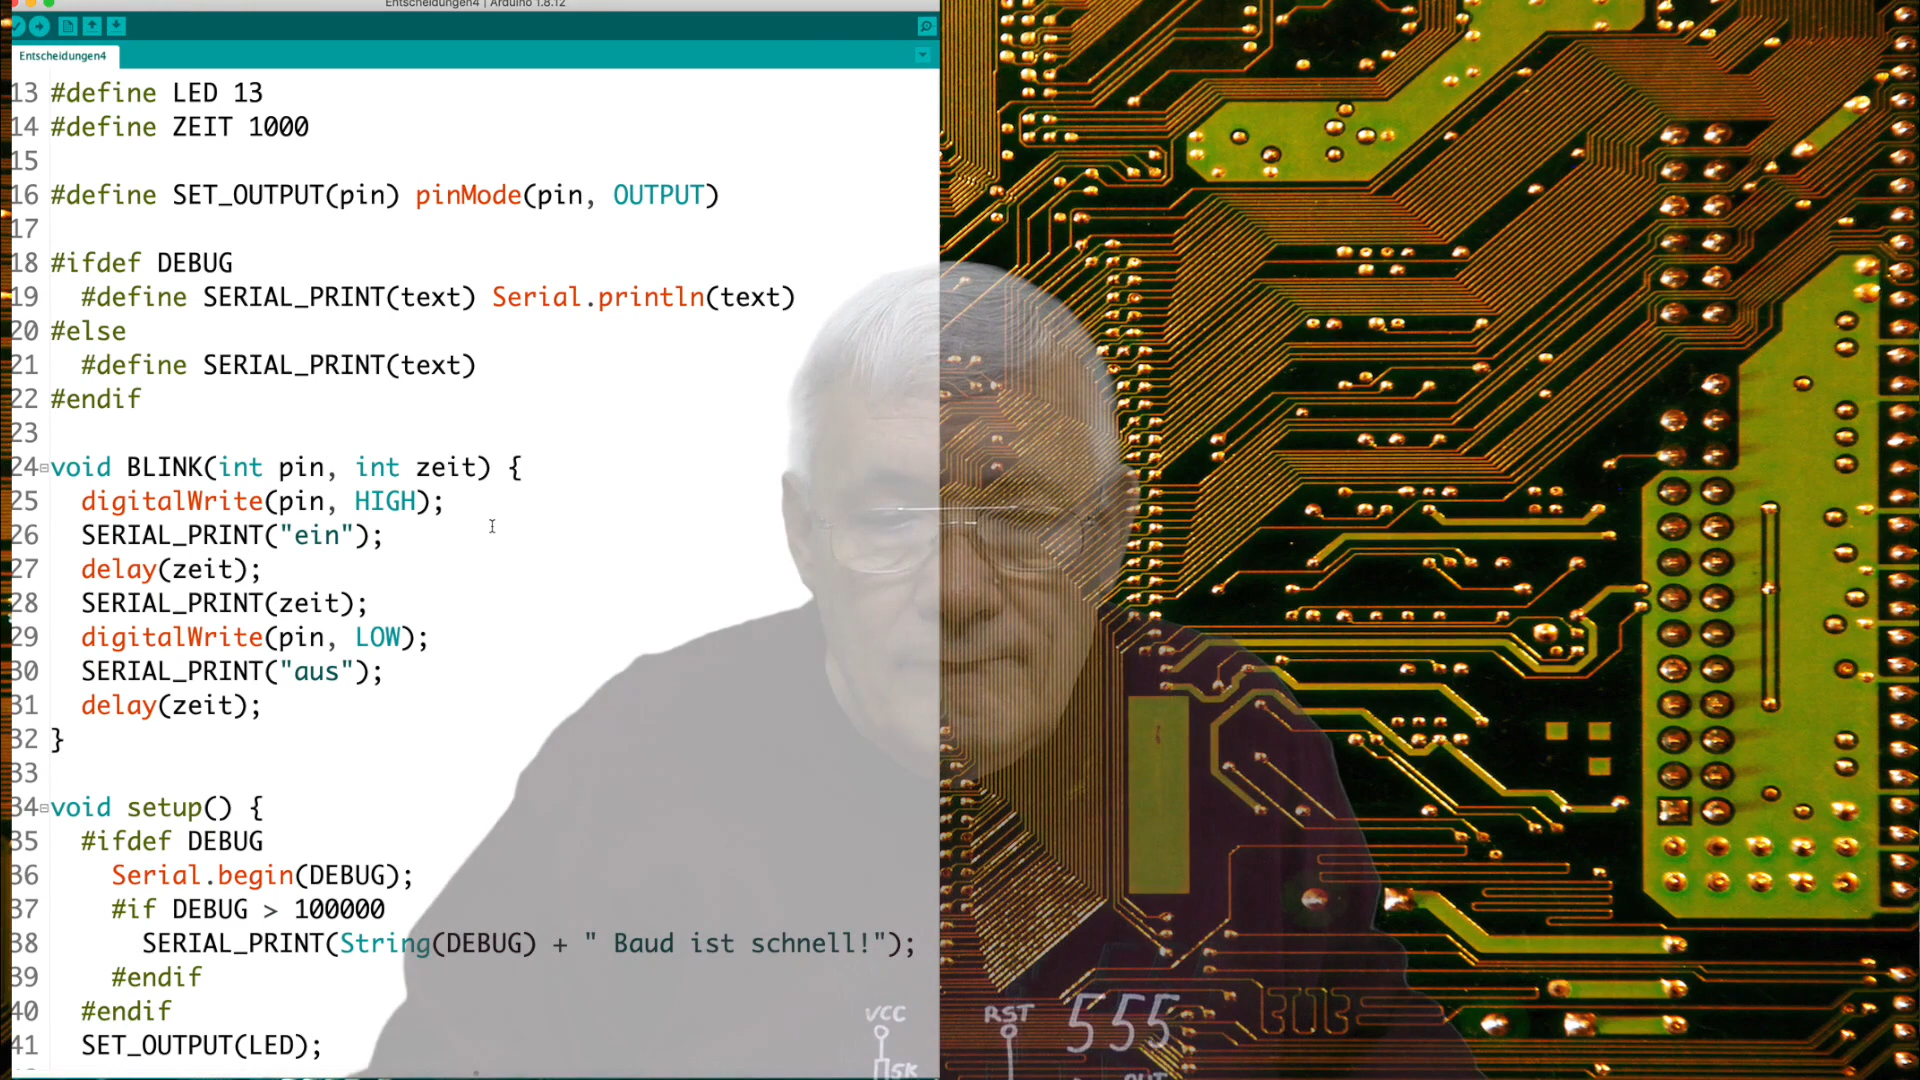 Entscheidungen4 | Arduino 1.8.12
Entscheidungen4
13 #define LED 13
14 #define ZEIT 1000
15
16 #define SET_OUTPUT(pin) pinMode(pin, OUTPUT)
17
18 #ifdef DEBUG
19 #define SERIAL_PRINT(text) Serial.println(text)
20 #else
21 #define SERIAL_PRINT(text)
22 #endif
23
24 void BLINK(int pin, int zeit) {
25 digitalWrite(pin, HIGH);
26 SERIAL_PRINT("ein");
27 delay(zeit);
28 SERIAL_PRINT(zeit);
29 digitalWrite(pin, LOW);
30 SERIAL_PRINT("aus");
31 delay(zeit);
32 }
33
34 void setup() {
35 #ifdef DEBUG
36 Serial.begin(DEBUG);
37 #if DEBUG > 100000
38 SERIAL_PRINT(String(DEBUG) + " Baud ist schnell!");
39 #endif
40 #endif
41 SET_OUTPUT(LED);
VCC RST 555
5K OUT